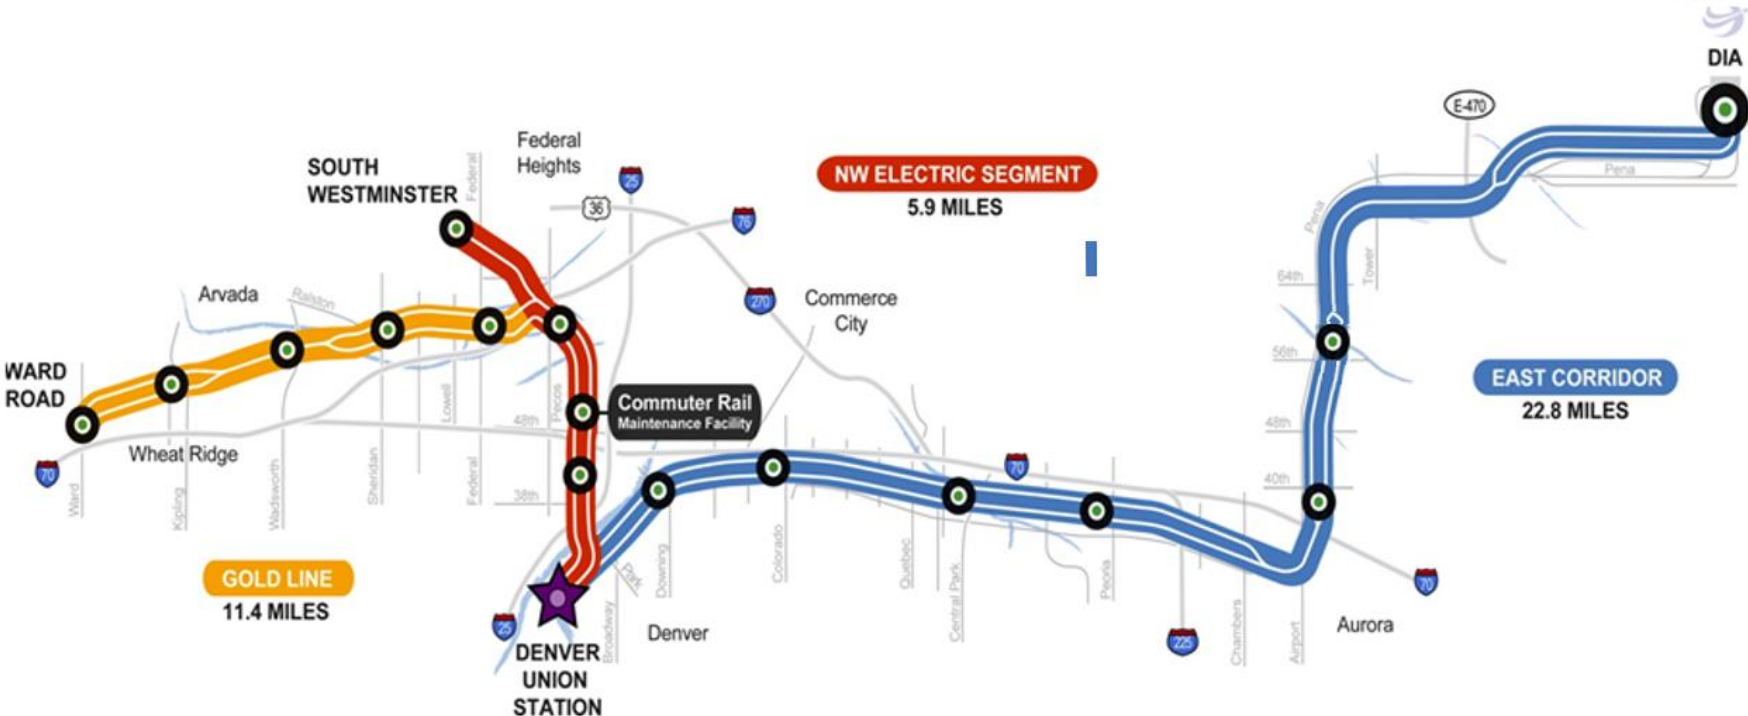 DIA
E-470
Federal
Heights
SOUTH
WESTMINSTER
Federal
25
36
76
NW ELECTRIC SEGMENT
5.9 MILES
Pena
Pena
Tower
64th
270
Commerce
City
Arvada
Ralston
56th
WARD
ROAD
EAST CORRIDOR
22.8 MILES
Lowell
Pecos
Commuter Rail
Maintenance Facility
48th
48th
Wheat Ridge
70
70
40th
Ward
Kipling
Wadsworth
Sheridan
Federal
38th
GOLD LINE
11.4 MILES
Park
Downing
Colorado
Quebec
Central Park
Peoria
70
25
Broadway
Denver
225
Chambers
Airport
Aurora
DENVER
UNION
STATION